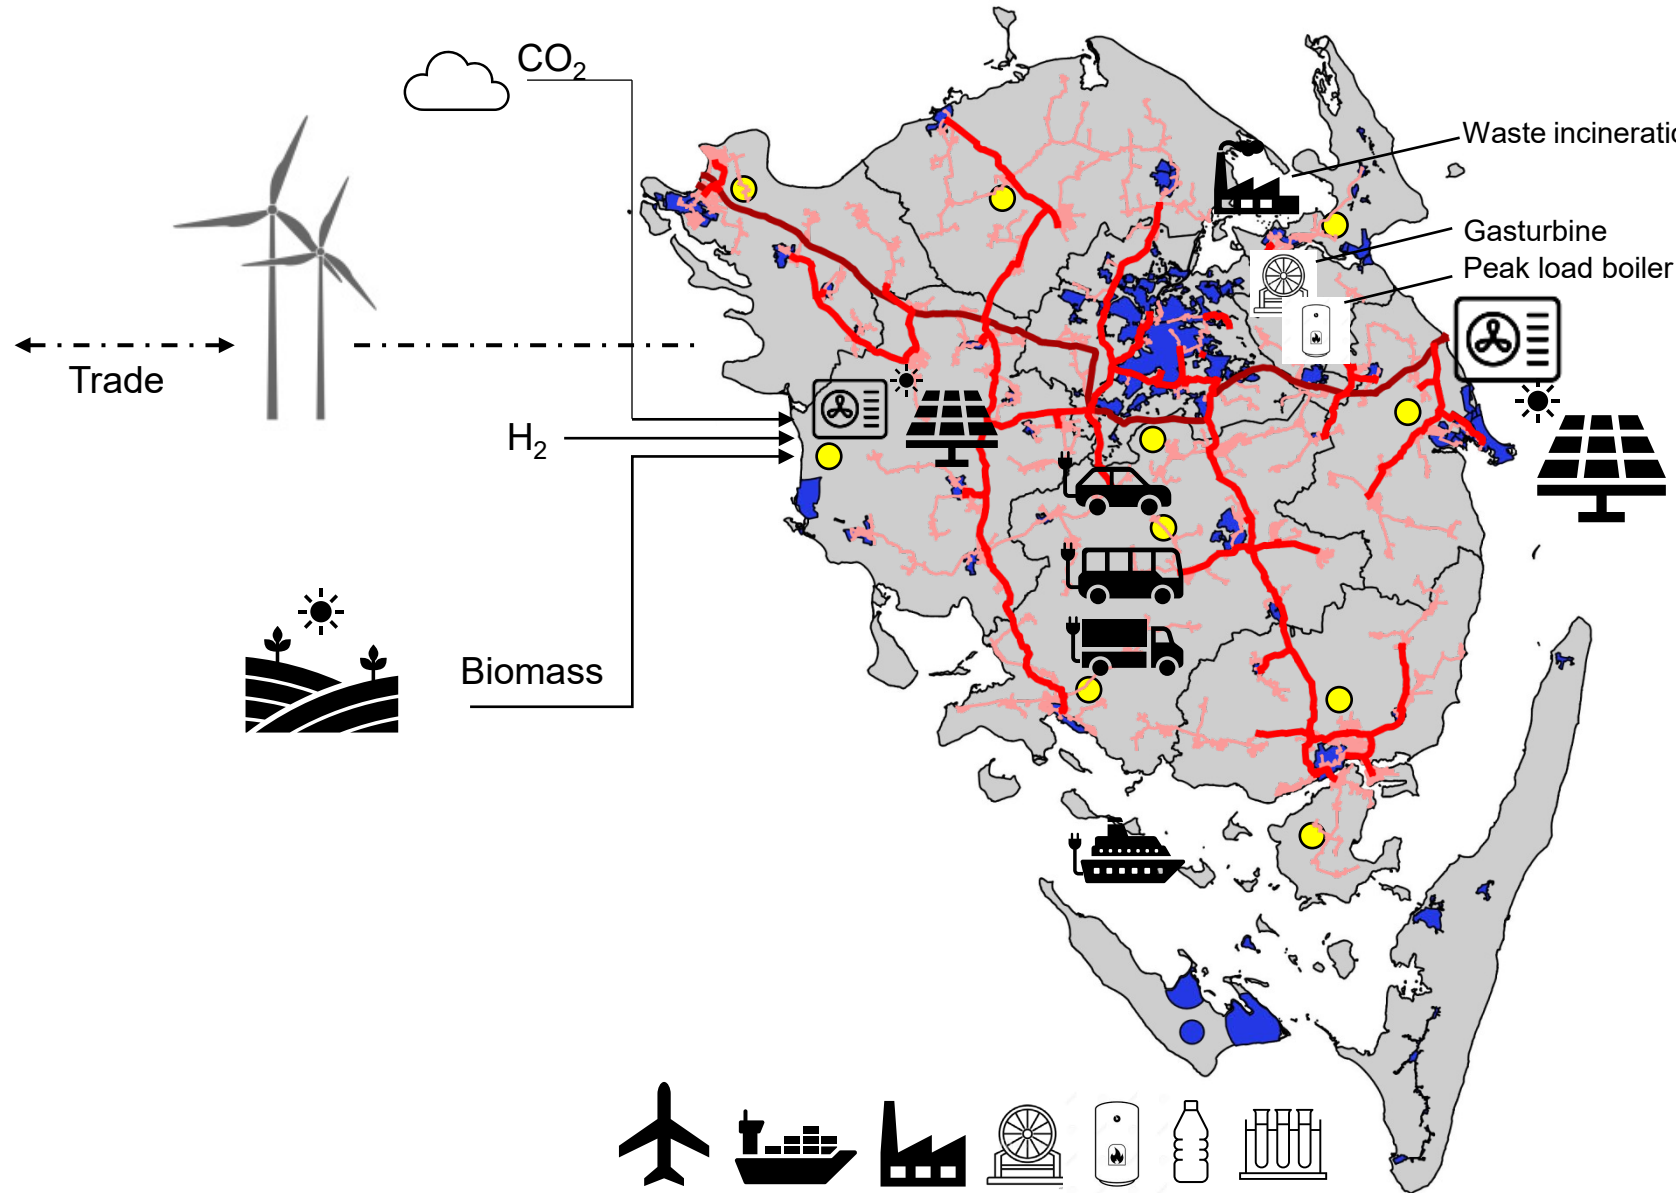 CO₂
Waste incineratio
Gasturbine
Peak load boiler
Trade
H₂
Biomass